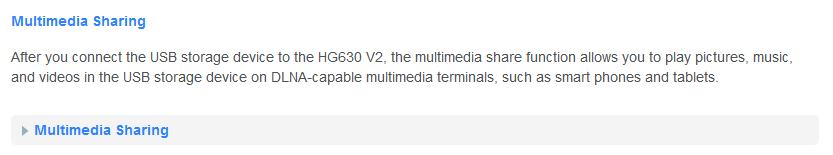 Multimedia Sharing
After you connect the USB storage device to the HG630 V2, the multimedia share function allows you to play pictures, music,
and videos in the USB storage device on DLNA-capable multimedia terminals, such as smart phones and tablets.
Multimedia Sharing